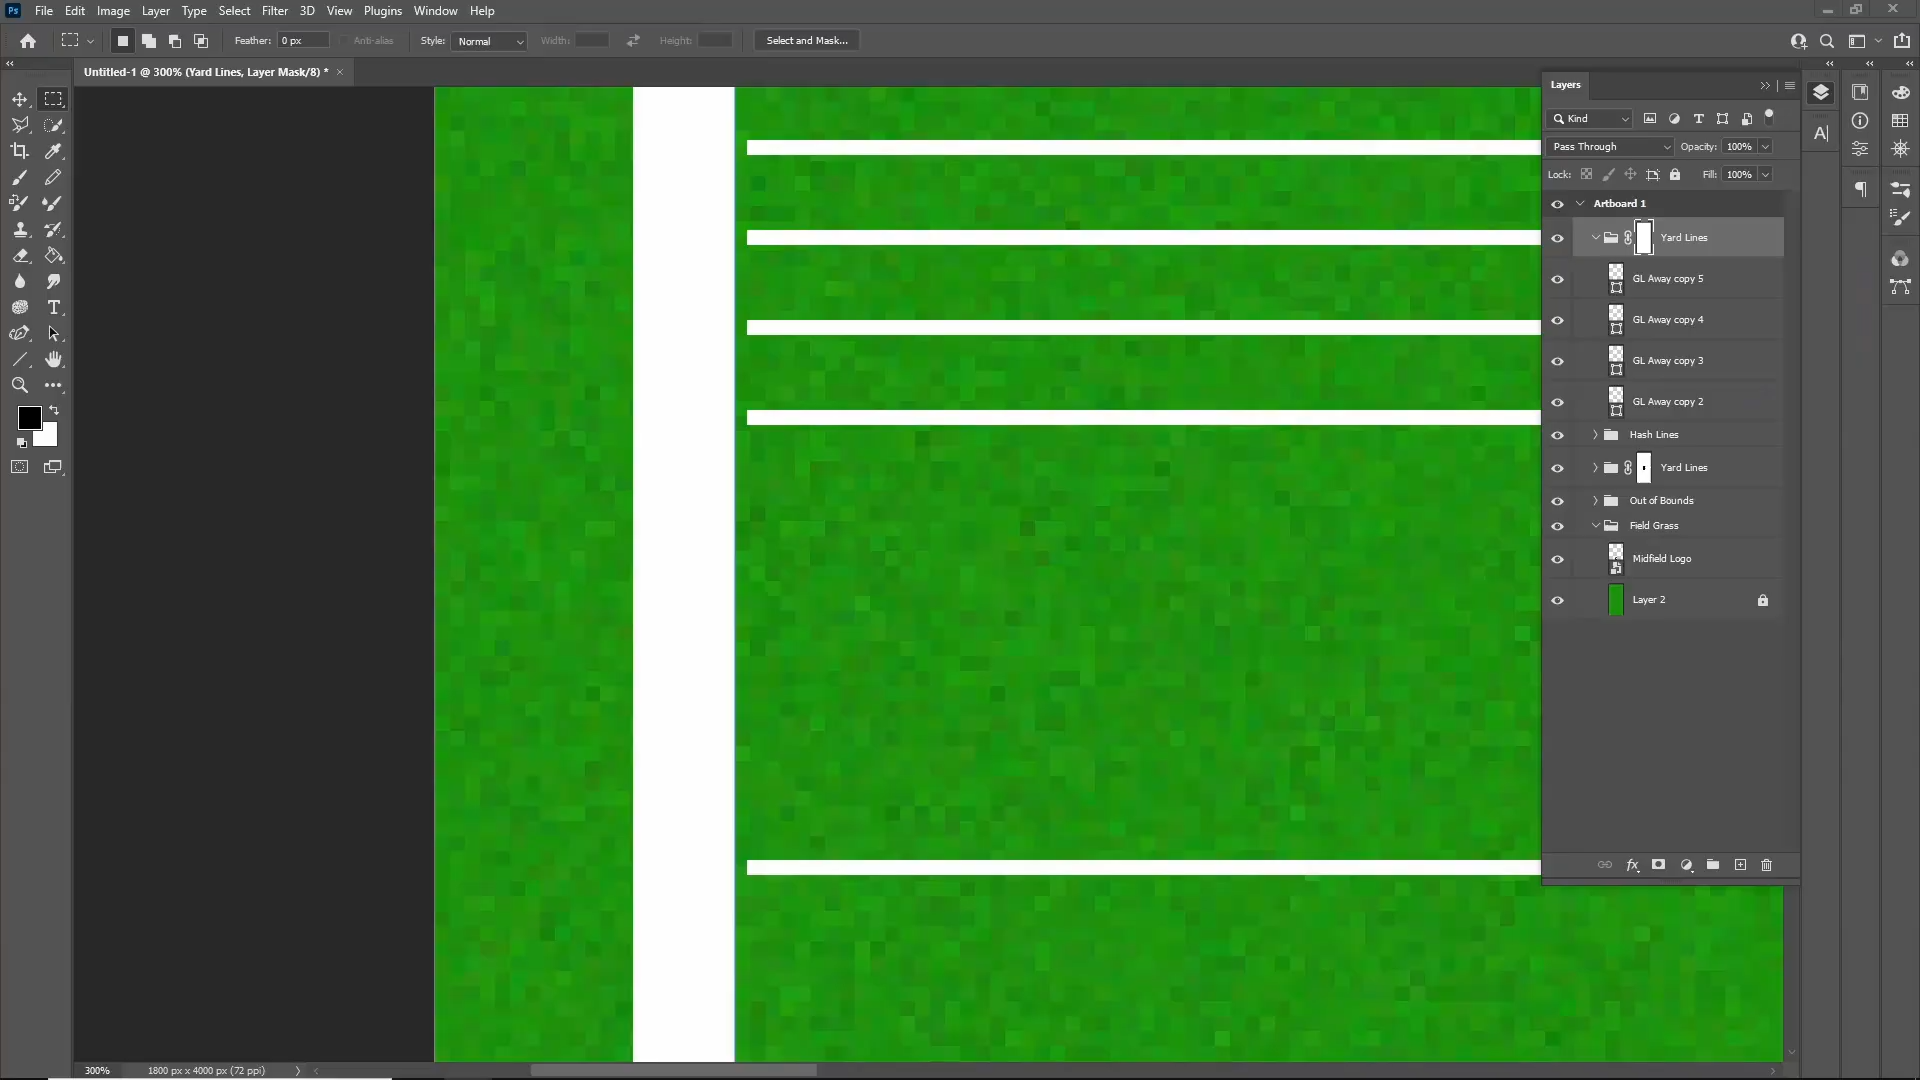 Ps File Edit Image Layer Type Select Filter 3D View Plugins Window Help
Feather: 0 px Anti-alias Style: Normal Width: Height: Select and Mask...
Untitled-1 @ 300% (Yard Lines, Layer Mask/8) *
Layers
Kind
Pass Through Opacity: 100%
Lock: Fill: 100%
Artboard 1
Yard Lines
GL Away copy 5
GL Away copy 4
GL Away copy 3
GL Away copy 2
Hash Lines
Yard Lines
Out of Bounds
Field Grass
Midfield Logo
Layer 2
300% 1800 px x 4000 px (72 ppi)